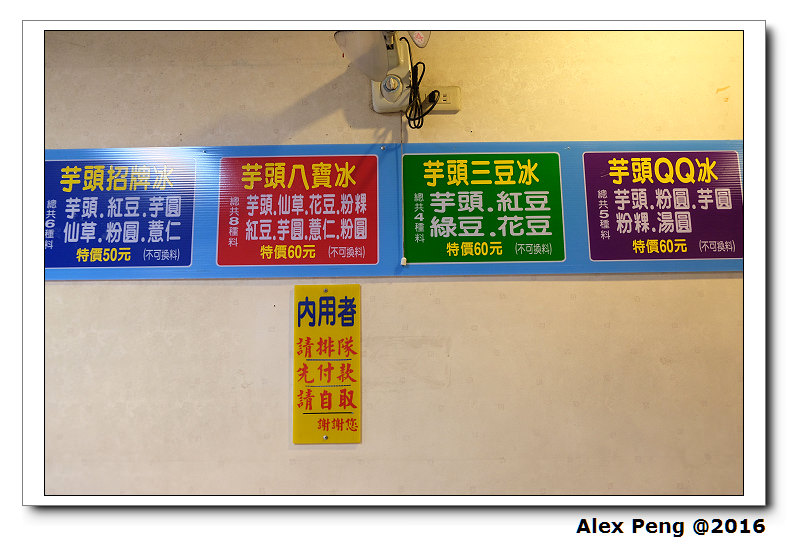 芋頭招牌冰
總共6種料
芋頭.紅豆.芋圓
仙草.粉圓.薏仁
特價50元 (不可換料)
芋頭八寶冰
總共8種料
芋頭.仙草.花豆.粉粿
紅豆.芋圓.薏仁.粉圓
特價60元 (不可換料)
芋頭三豆冰
總共4種料
芋頭.紅豆
綠豆.花豆
特價60元 (不可換料)
芋頭QQ冰
總共5種料
芋頭.粉圓.芋圓
粉粿.湯圓
特價60元 (不可換料)
內用者
請排隊
先付款
請自取
謝謝您
Alex Peng @2016